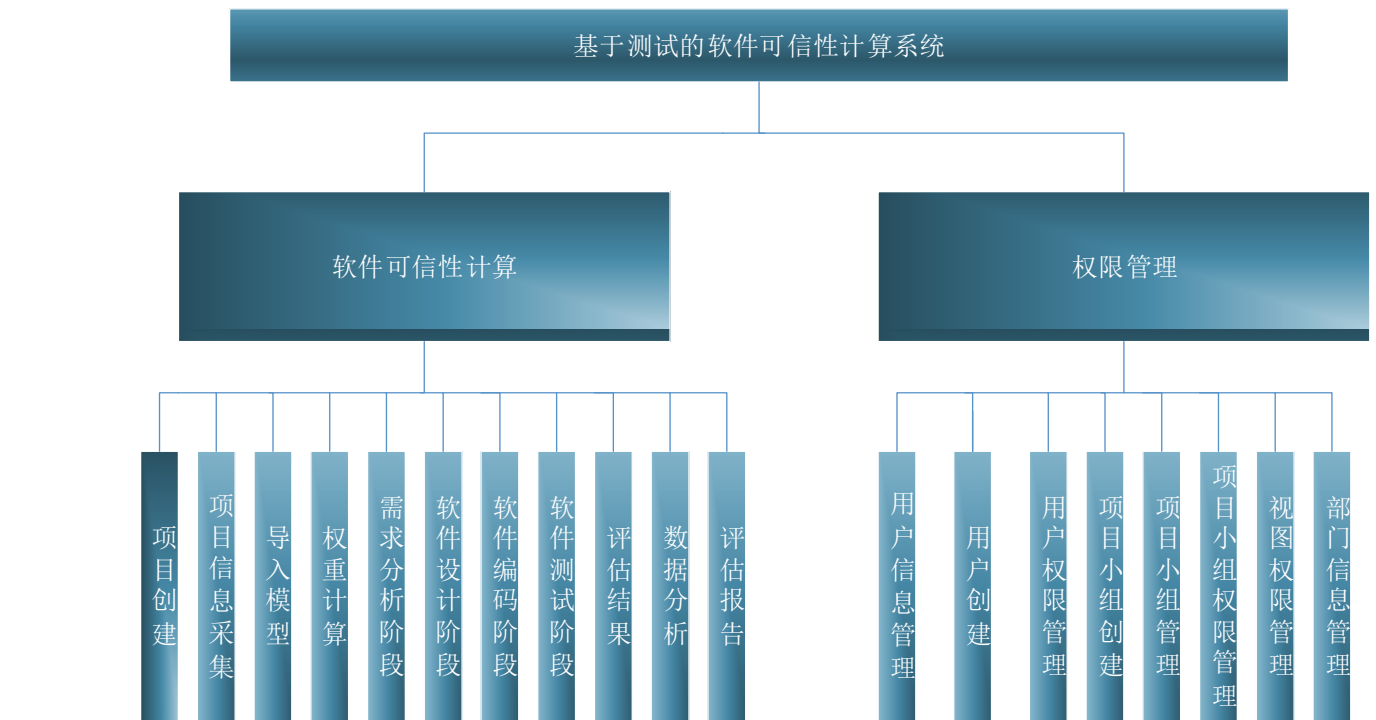 基于测试的软件可信性计算系统
软件可信性计算
权限管理
项目创建
项目信息采集
导入模型
权重计算
需求分析阶段
软件设计阶段
软件编码阶段
软件测试阶段
评估结果
数据分析
评估报告
用户信息管理
用户创建
用户权限管理
项目小组创建
项目小组管理
项目小组权限管理
视图权限管理
部门信息管理